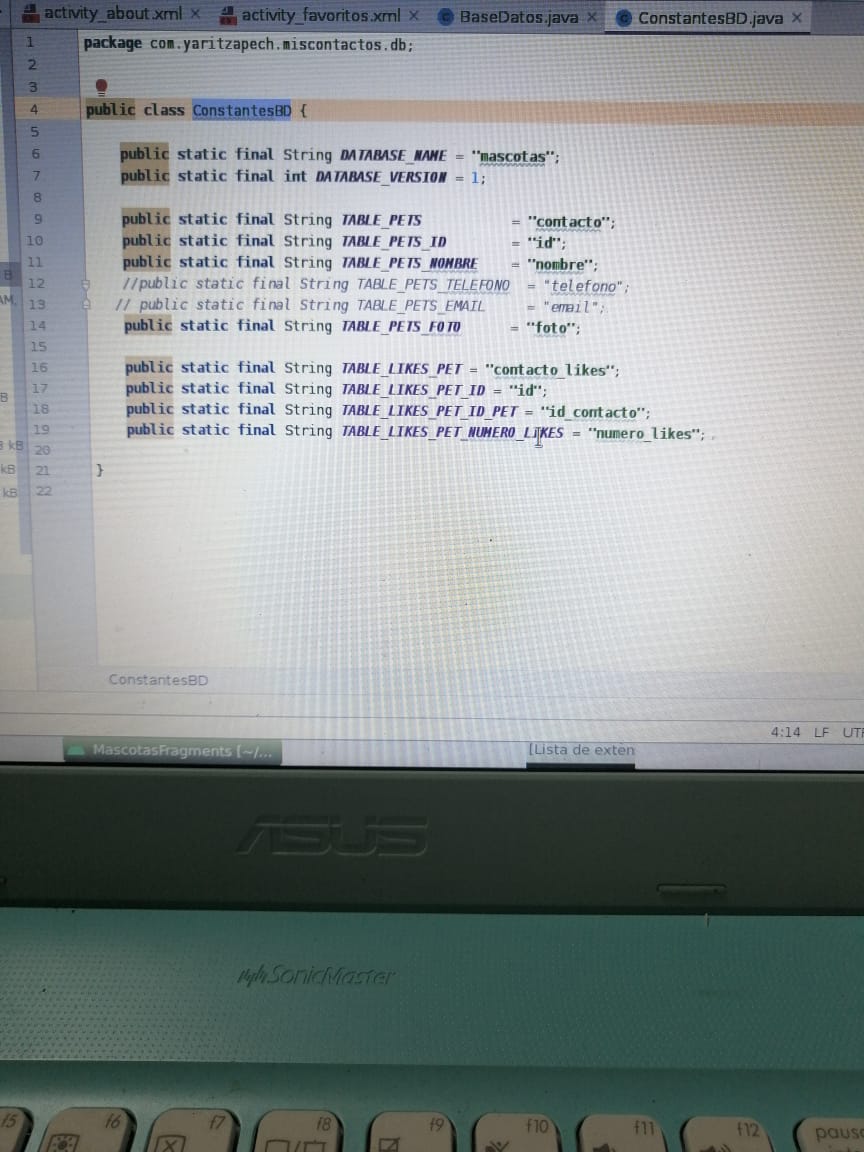 activity_about.xml × activity_favoritos.xml × BaseDatos.java × ConstantesBD.java ×
1 package com.yaritzapech.miscontactos.db;
2
3
4 public class ConstantesBD {
5
6 public static final String DATABASE_NAME = "mascotas";
7 public static final int DATABASE_VERSION = 1;
8
9 public static final String TABLE_PETS = "contacto";
10 public static final String TABLE_PETS_ID = "id";
11 public static final String TABLE_PETS_NOMBRE = "nombre";
12 //public static final String TABLE_PETS_TELEFONO = "telefono";
13 // public static final String TABLE_PETS_EMAIL = "email";
14 public static final String TABLE_PETS_FOTO = "foto";
15
16 public static final String TABLE_LIKES_PET = "contacto_likes";
17 public static final String TABLE_LIKES_PET_ID = "id";
18 public static final String TABLE_LIKES_PET_ID_PET = "id_contacto";
19 public static final String TABLE_LIKES_PET_NUMERO_LIKES = "numero_likes";
20
21 }
22
B
AM,
B
B kB
kB
kB
ConstantesBD
4:14 LF UTF
MascotasFragments [~/... [Lista de exten
ASUS
SonicMaster
f5 f6 f7 f8 f9 f10 f11 f12 pausa